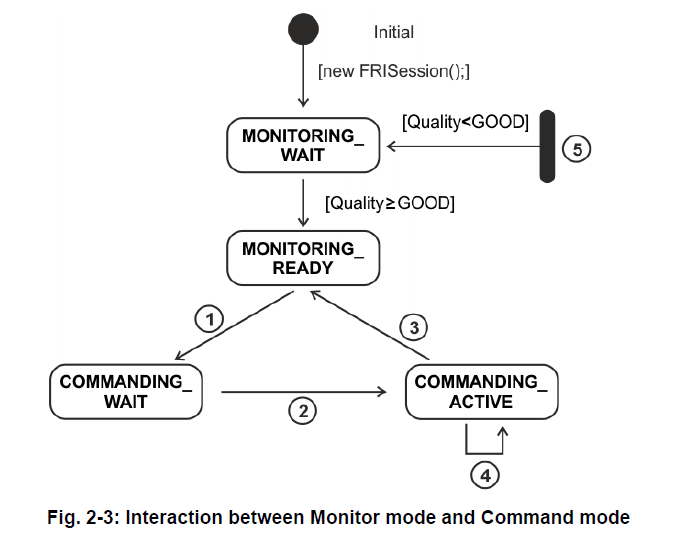 Initial
[new FRISession();]
MONITORING_
WAIT
[Quality<GOOD]
5
[Quality≥GOOD]
MONITORING_
READY
1
3
COMMANDING_
WAIT
2
COMMANDING_
ACTIVE
4
Fig. 2-3: Interaction between Monitor mode and Command mode